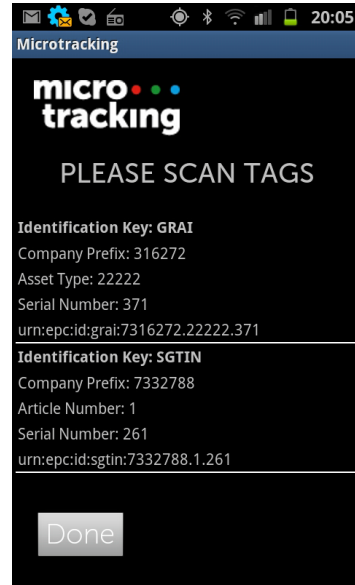 20:05
Microtracking
micro
tracking
PLEASE SCAN TAGS
Identification Key: GRAI
Company Prefix: 316272
Asset Type: 22222
Serial Number: 371
urn:epc:id:grai:7316272.22222.371
Identification Key: SGTIN
Company Prefix: 7332788
Article Number: 1
Serial Number: 261
urn:epc:id:sgtin:7332788.1.261
Done